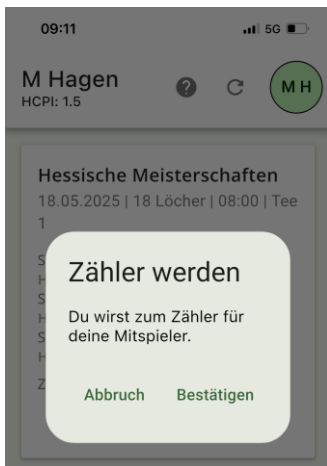 09:11
5G
M Hagen
HCPI: 1.5
?
M H
Hessische Meisterschaften
18.05.2025 | 18 Löcher | 08:00 | Tee
1
S
H
S
H
S
H
Z
Zähler werden
Du wirst zum Zähler für
deine Mitspieler.
Abbruch Bestätigen